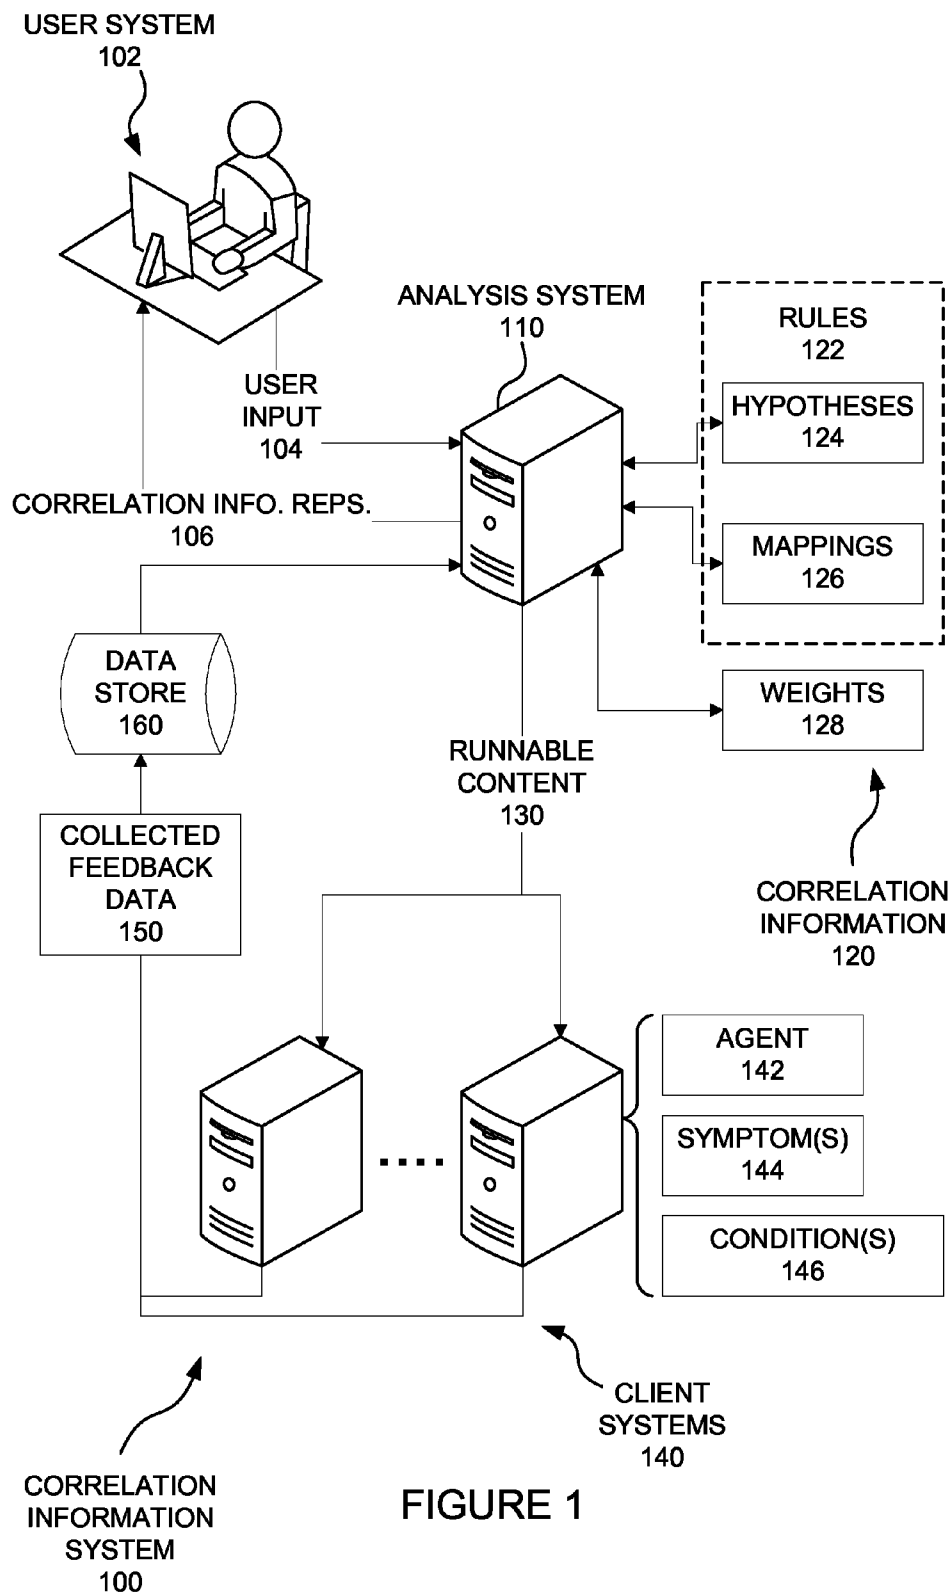 USER SYSTEM
102
ANALYSIS SYSTEM
110
RULES
122
HYPOTHESES
124
USER
INPUT
104
CORRELATION INFO. REPS.
106
MAPPINGS
126
DATA
STORE
160
WEIGHTS
128
RUNNABLE
CONTENT
130
COLLECTED
FEEDBACK
DATA
150
CORRELATION
INFORMATION
120
AGENT
142
SYMPTOM(S)
144
CONDITION(S)
146
CLIENT
SYSTEMS
140
CORRELATION
INFORMATION
SYSTEM
100
FIGURE 1